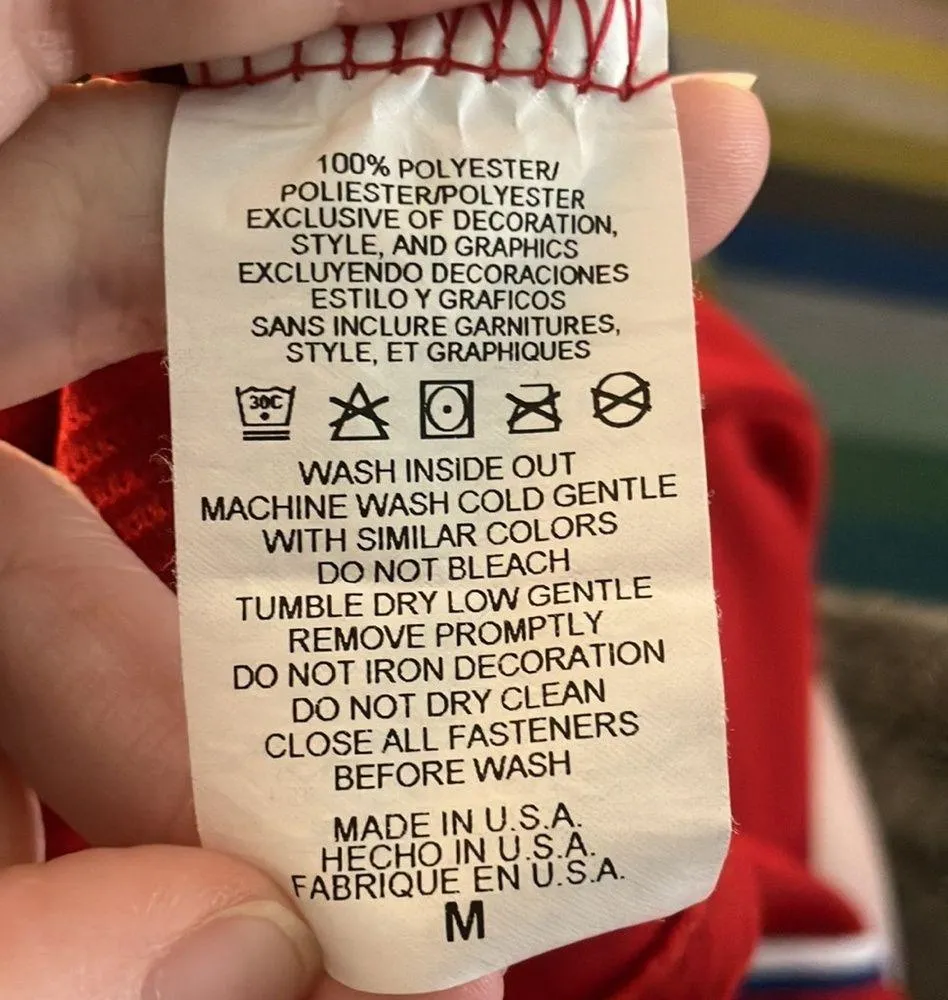 100% POLYESTER/
POLIESTER/POLYESTER
EXCLUSIVE OF DECORATION,
STYLE, AND GRAPHICS
EXCLUYENDO DECORACIONES
ESTILO Y GRAFICOS
SANS INCLURE GARNITURES,
STYLE, ET GRAPHIQUES
30C
WASH INSIDE OUT
MACHINE WASH COLD GENTLE
WITH SIMILAR COLORS
DO NOT BLEACH
TUMBLE DRY LOW GENTLE
REMOVE PROMPTLY
DO NOT IRON DECORATION
DO NOT DRY CLEAN
CLOSE ALL FASTENERS
BEFORE WASH
MADE IN U.S.A.
HECHO IN U.S.A.
FABRIQUE EN U.S.A.
M